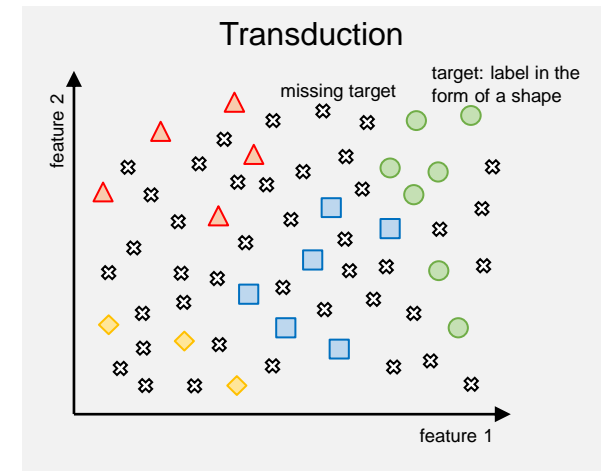 Transduction
missing target
target: label in the
form of a shape
feature 2
feature 1